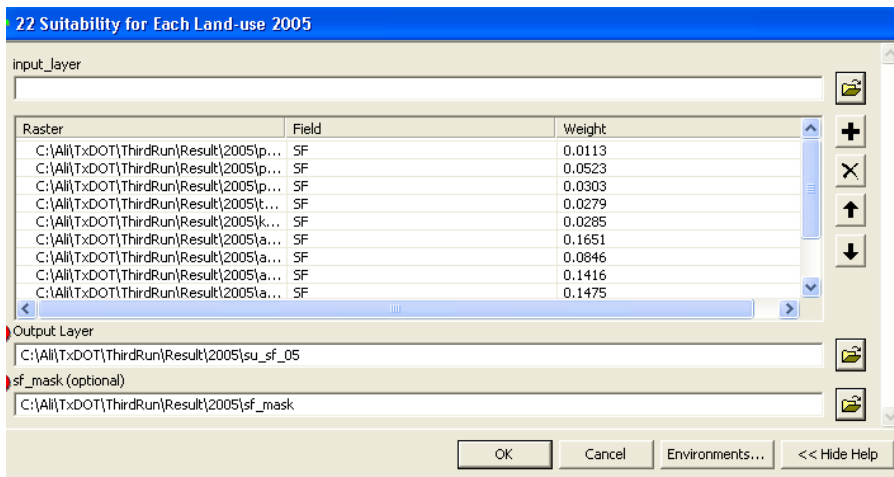 22 Suitability for Each Land-use 2005
input_layer
Raster Field Weight
C:\Ali\TxDOT\ThirdRun\Result\2005\p... SF 0.0113
C:\Ali\TxDOT\ThirdRun\Result\2005\p... SF 0.0523
C:\Ali\TxDOT\ThirdRun\Result\2005\p... SF 0.0303
C:\Ali\TxDOT\ThirdRun\Result\2005\t... SF 0.0279
C:\Ali\TxDOT\ThirdRun\Result\2005\k... SF 0.0285
C:\Ali\TxDOT\ThirdRun\Result\2005\a... SF 0.1651
C:\Ali\TxDOT\ThirdRun\Result\2005\a... SF 0.0846
C:\Ali\TxDOT\ThirdRun\Result\2005\a... SF 0.1416
C:\Ali\TxDOT\ThirdRun\Result\2005\a... SF 0.1475
Output Layer
C:\Ali\TxDOT\ThirdRun\Result\2005\su_sf_05
sf_mask (optional)
C:\Ali\TxDOT\ThirdRun\Result\2005\sf_mask
OK Cancel Environments... << Hide Help